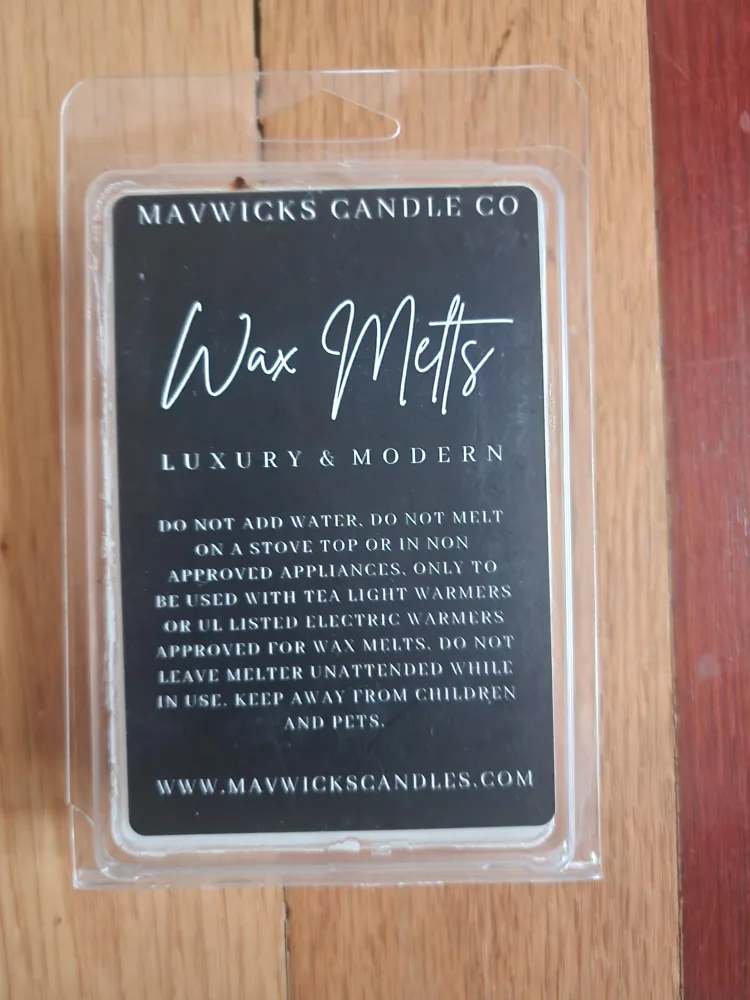 MAVWICKS CANDLE CO
Wax Melts
LUXURY & MODERN
DO NOT ADD WATER. DO NOT MELT
ON A STOVE TOP OR IN NON
APPROVED APPLIANCES. ONLY TO
BE USED WITH TEA LIGHT WARMERS
OR UL LISTED ELECTRIC WARMERS
APPROVED FOR WAX MELTS. DO NOT
LEAVE MELTER UNATTENDED WHILE
IN USE. KEEP AWAY FROM CHILDREN
AND PETS.
WWW.MAVWICKSCANDLES.COM